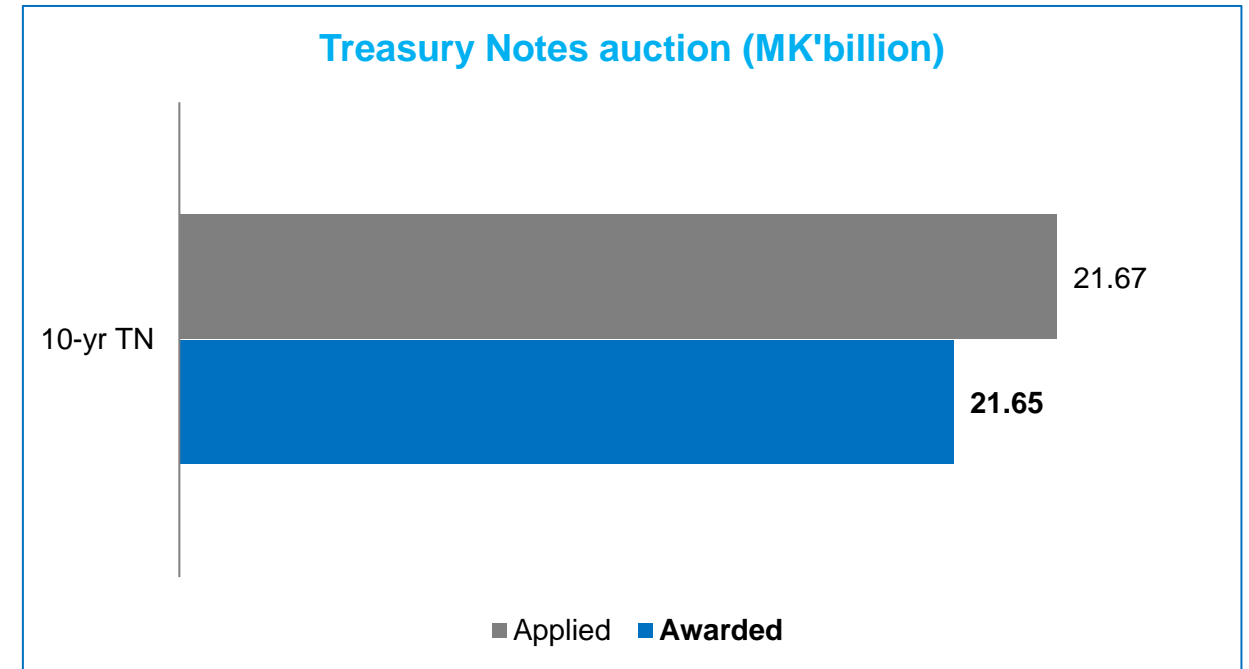 Treasury Notes auction (MK'billion)
21.67
10-yr TN
21.65
Applied Awarded